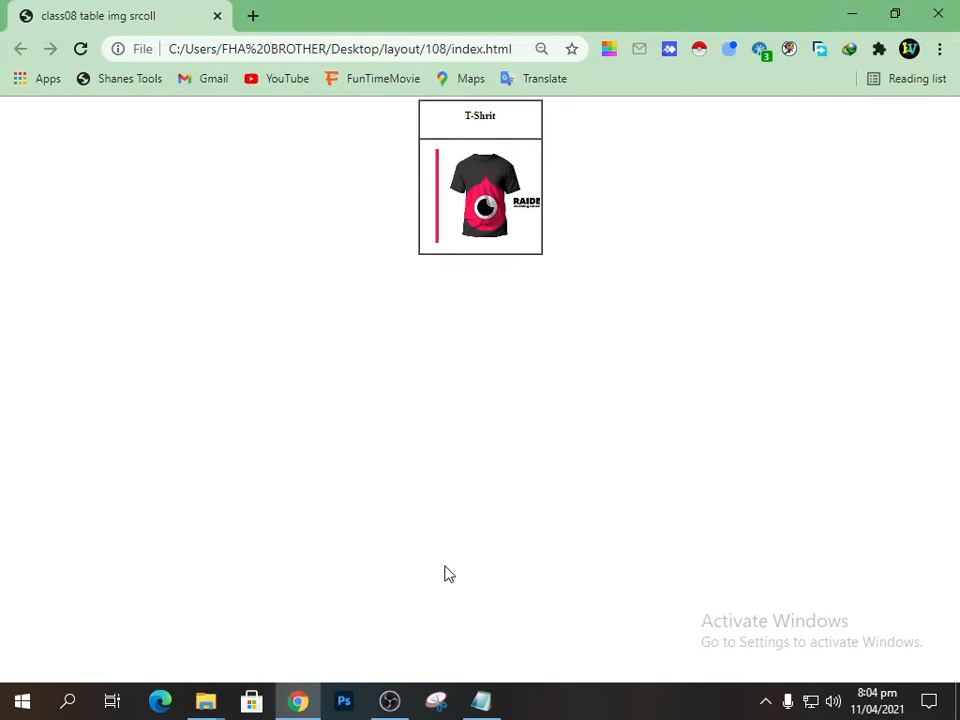 class08 table img srcoll
File
C:/Users/FHA%20BROTHER/Desktop/layout/108/index.html
3
Apps
Shanes Tools
Gmail
YouTube
FunTimeMovie
Maps
Translate
Reading list
T-Shrit
RAIDE
Activate Windows
Go to Settings to activate Windows.
Ps
8:04 pm
11/04/2021